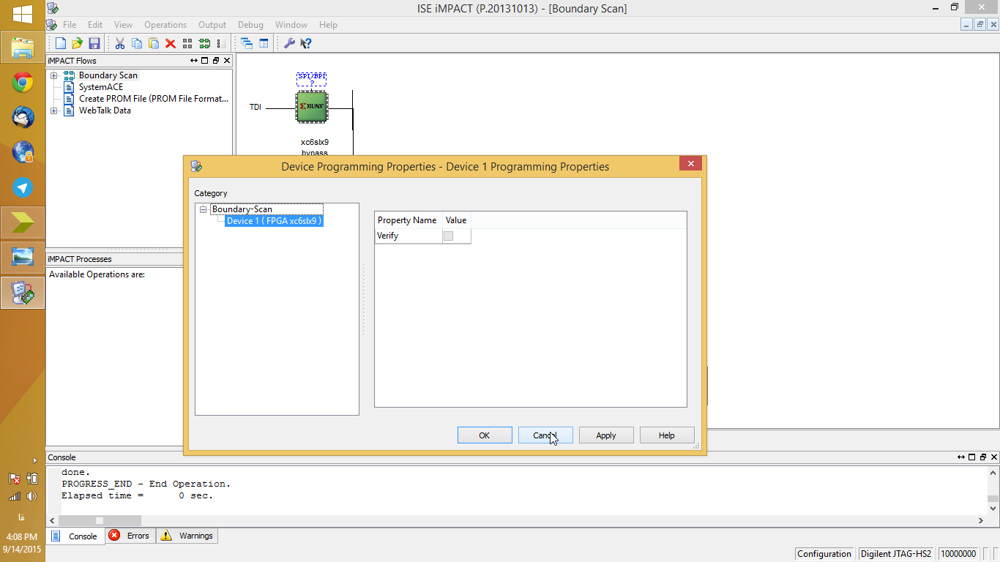 ISE iMPACT (P.20131013) - [Boundary Scan]
File Edit View Operations Output Debug Window Help
iMPACT Flows
Boundary Scan
SystemACE
Create PROM File (PROM File Format...
WebTalk Data
SPI/BPI
?
TDI
XILINX
xc6slx9
bypass
Device Programming Properties - Device 1 Programming Properties
Category
Boundary-Scan
Device 1 ( FPGA xc6slx9 )
Property Name Value
Verify
OK Cancel Apply Help
iMPACT Processes
Available Operations are:
Console
done.
PROGRESS_END - End Operation.
Elapsed time =      0 sec.
Console Errors Warnings
Configuration Digilent JTAG-HS2 10000000
فا
4:08 PM
9/14/2015